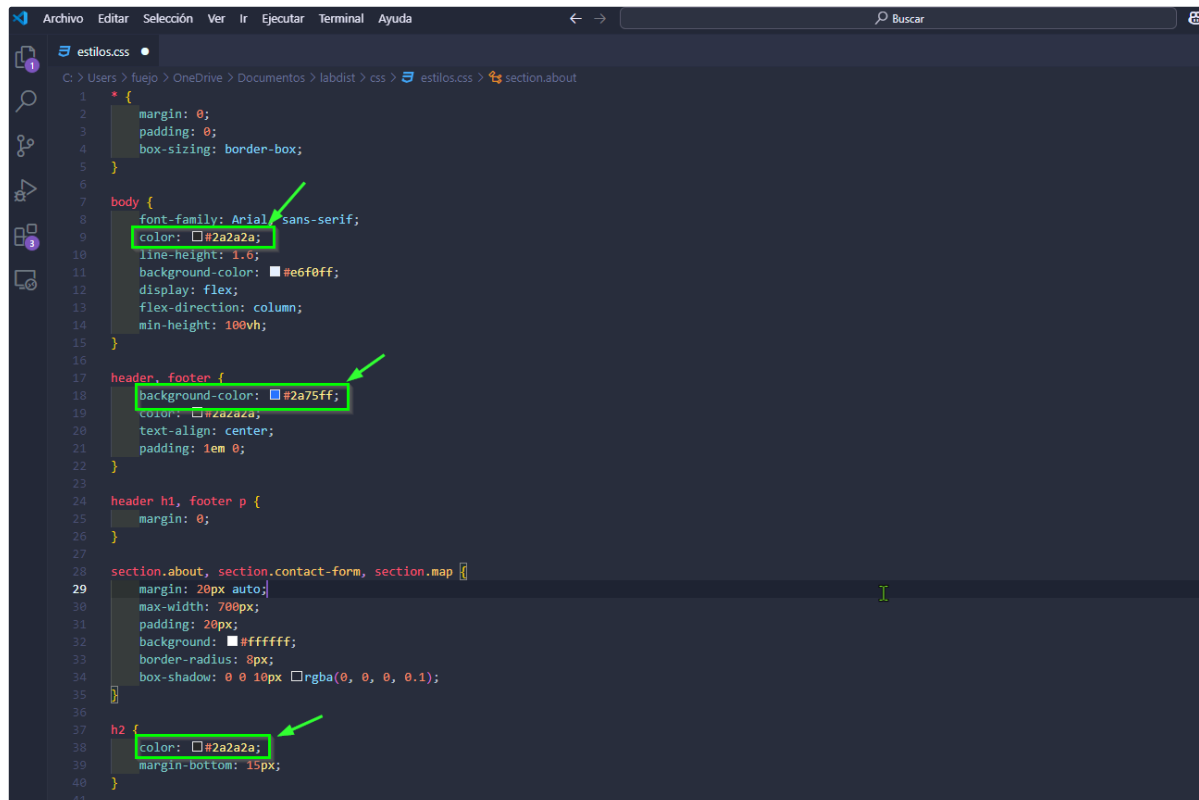 Archivo Editar Selección Ver Ir Ejecutar Terminal Ayuda
Buscar
estilos.css
C: > Users > fuejo > OneDrive > Documentos > labdist > css > estilos.css > section.about
1 * {
2 margin: 0;
3 padding: 0;
4 box-sizing: border-box;
5 }
6
7 body {
8 font-family: Arial, sans-serif;
9 color: #2a2a2a;
10 line-height: 1.6;
11 background-color: #e6f0ff;
12 display: flex;
13 flex-direction: column;
14 min-height: 100vh;
15 }
16
17 header, footer {
18 background-color: #2a75ff;
19 color: #2a2a2a;
20 text-align: center;
21 padding: 1em 0;
22 }
23
24 header h1, footer p {
25 margin: 0;
26 }
27
28 section.about, section.contact-form, section.map {
29 margin: 20px auto;
30 max-width: 700px;
31 padding: 20px;
32 background: #ffffff;
33 border-radius: 8px;
34 box-shadow: 0 0 10px rgba(0, 0, 0, 0.1);
35 }
36
37 h2 {
38 color: #2a2a2a;
39 margin-bottom: 15px;
40 }
41
1
3